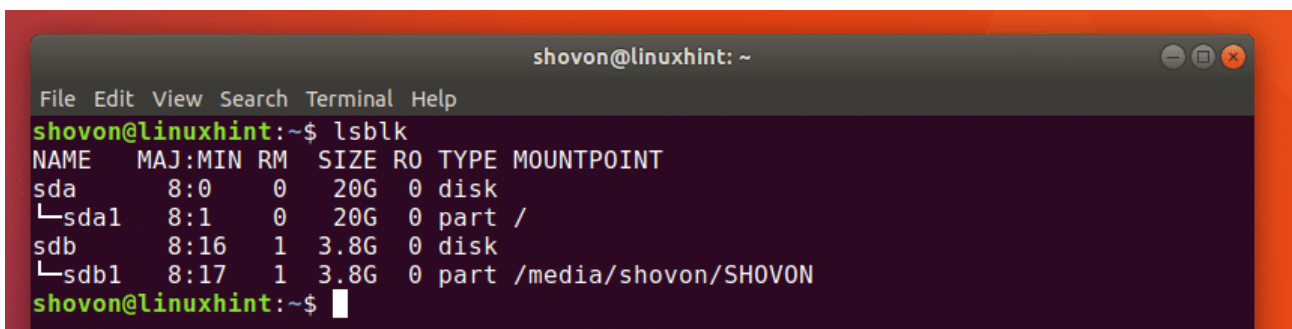 shovon@linuxhint: ~
File Edit View Search Terminal Help
shovon@linuxhint:~$ lsblk
NAME   MAJ:MIN RM  SIZE RO TYPE MOUNTPOINT
sda      8:0    0   20G  0 disk
└─sda1   8:1    0   20G  0 part /
sdb      8:16   1  3.8G  0 disk
└─sdb1   8:17   1  3.8G  0 part /media/shovon/SHOVON
shovon@linuxhint:~$